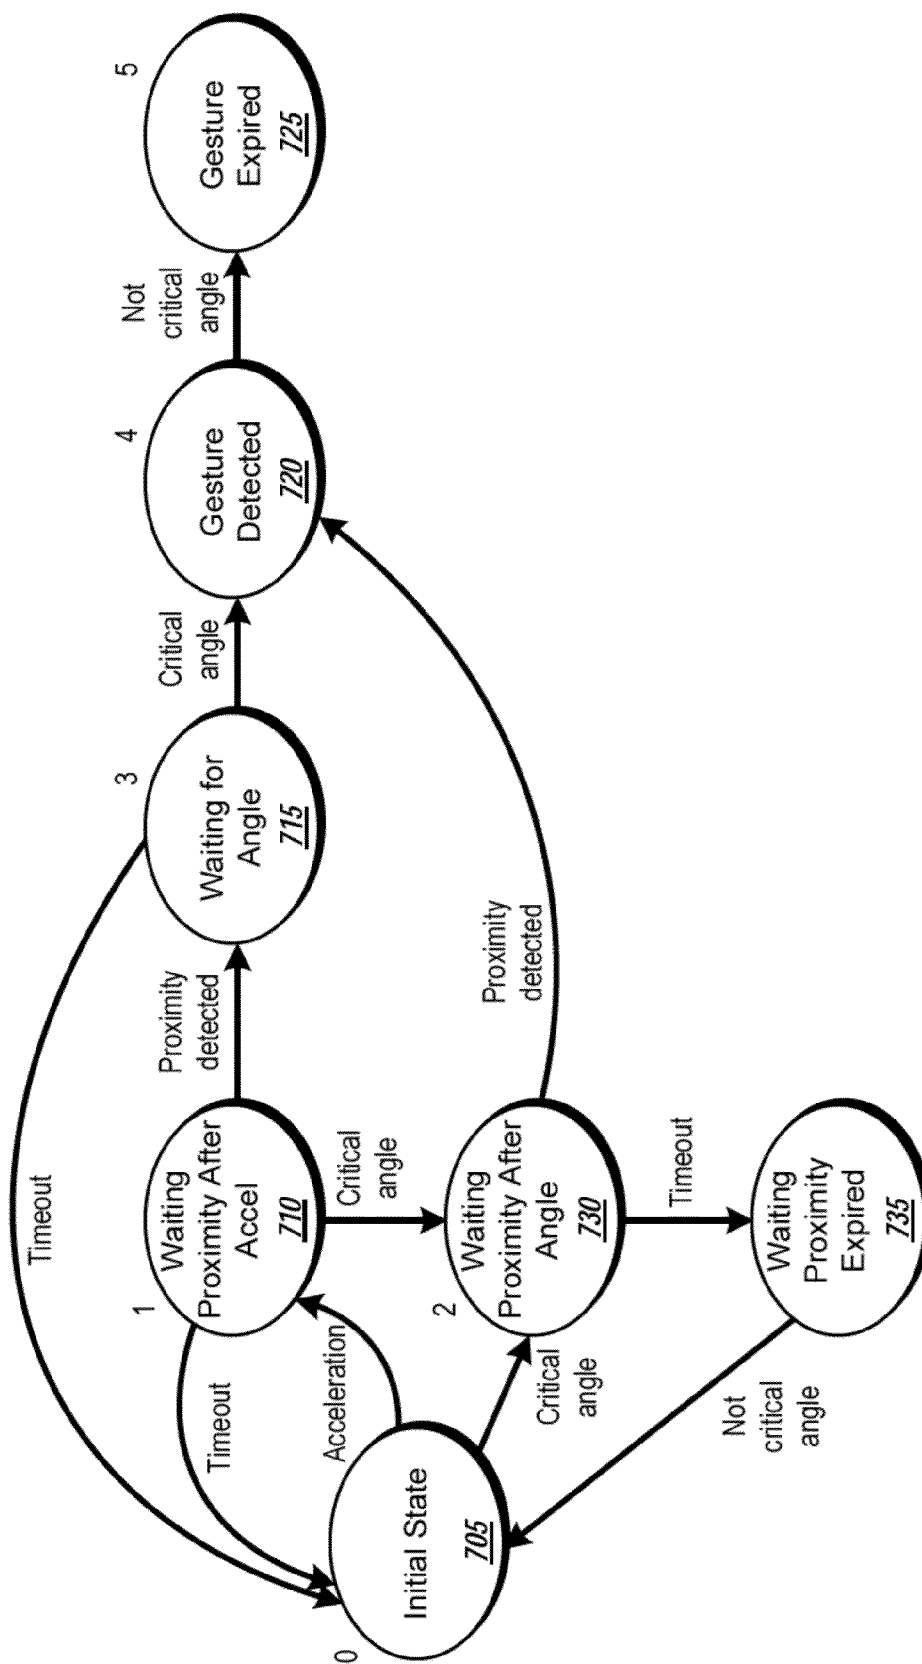 0
Initial State
705
Timeout
Timeout
Acceleration
Critical
angle
Not
critical
angle
1
Waiting
Proximity After
Accel
710
Critical
angle
2
Waiting
Proximity After
Angle
730
Timeout
Waiting
Proximity
Expired
735
Proximity
detected
Proximity
detected
3
Waiting for
Angle
715
Critical
angle
4
Gesture
Detected
720
Not
critical
angle
5
Gesture
Expired
725